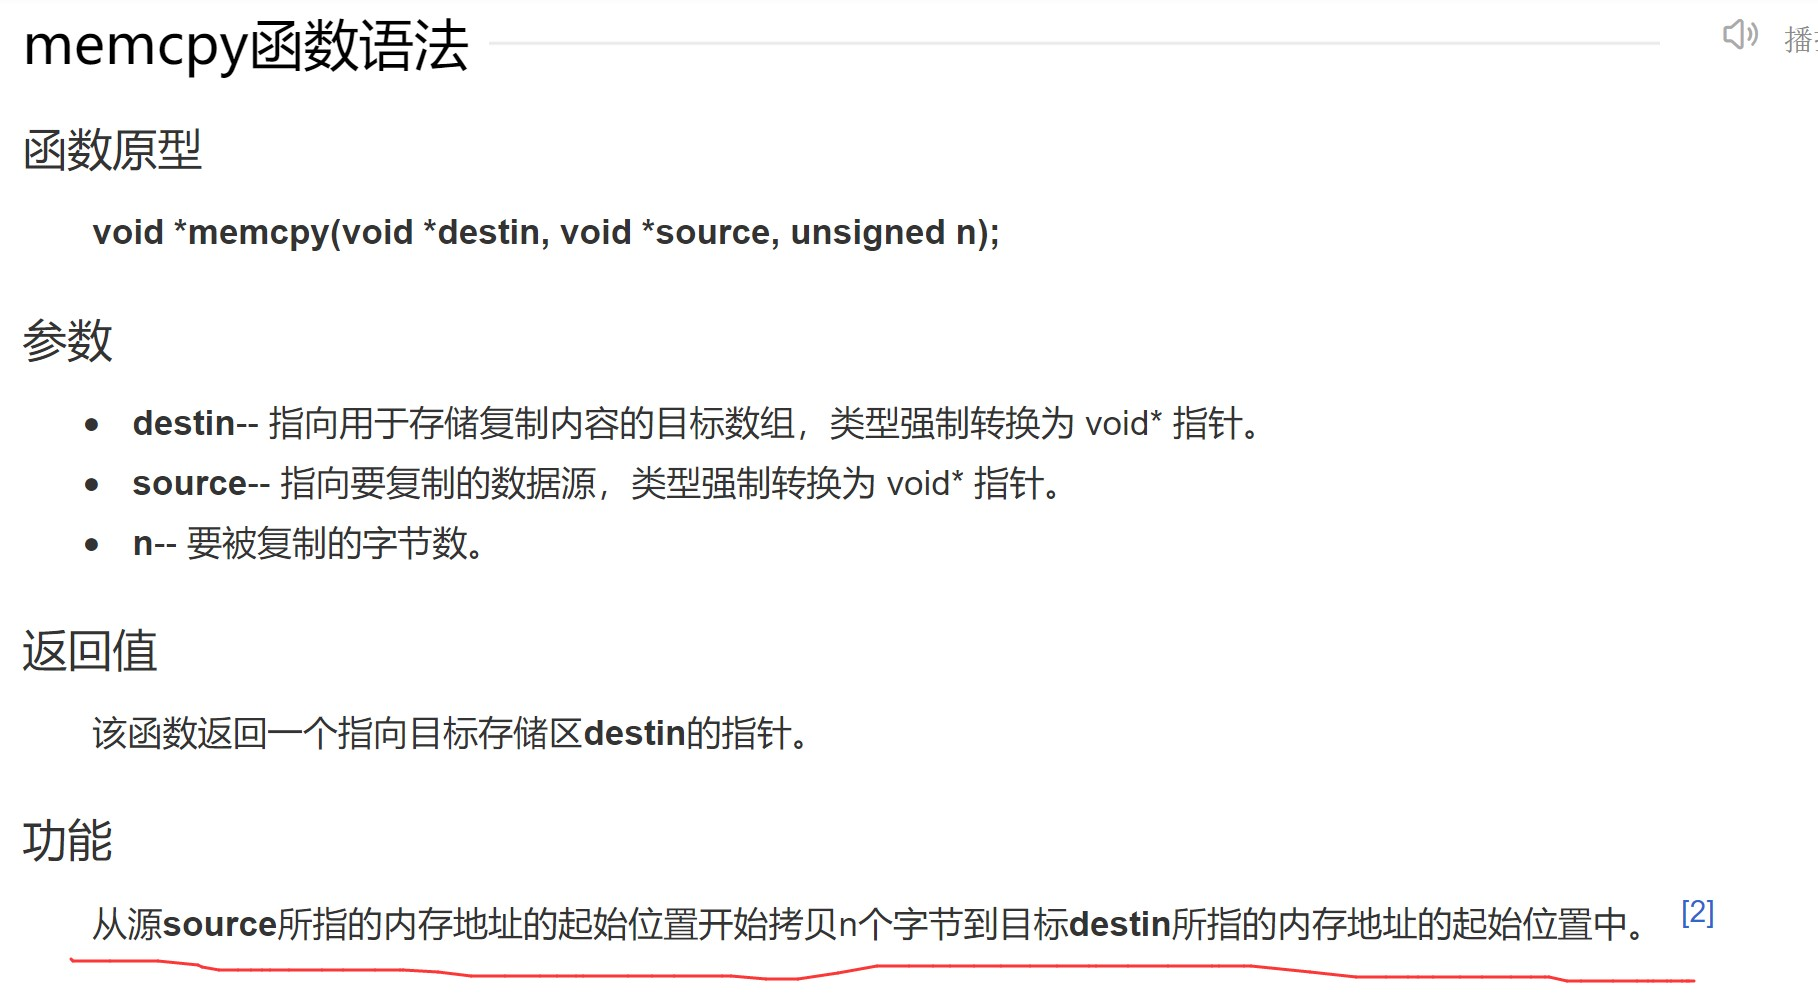 memcpy函数语法
函数原型
void *memcpy(void *destin, void *source, unsigned n);
参数
● destin-- 指向用于存储复制内容的目标数组，类型强制转换为 void* 指针。
● source-- 指向要复制的数据源，类型强制转换为 void* 指针。
● n-- 要被复制的字节数。
返回值
该函数返回一个指向目标存储区destin的指针。
功能
从源source所指的内存地址的起始位置开始拷贝n个字节到目标destin所指的内存地址的起始位置中。 [2]